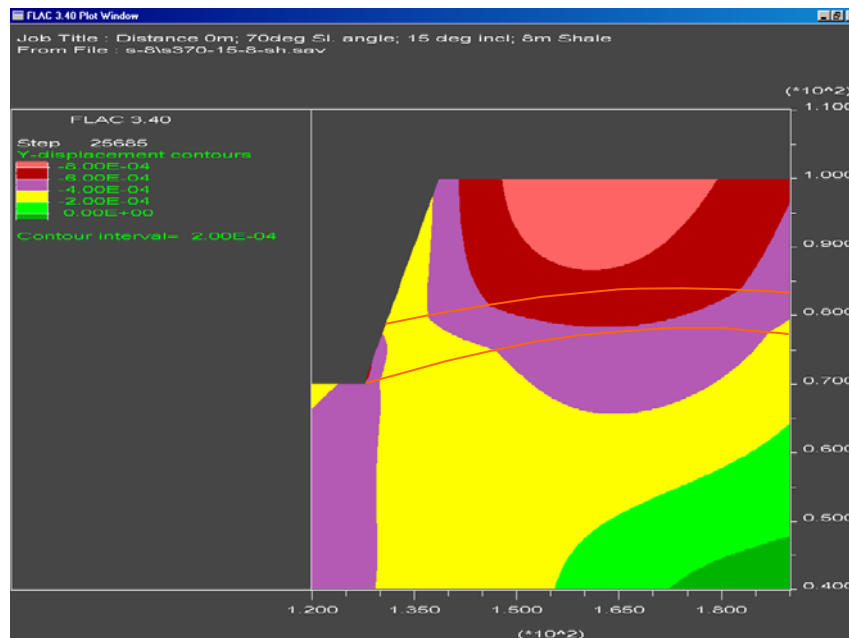 FLAC 3.40 Plot Window
Job Title : Distance 0m; 70deg Sl. angle; 15 deg incl; 8m Shale
From File : s-8\s370-15-8-sh.sav
(*10^2)
1.100
FLAC 3.40
Step 25685
Y-displacement contours
-8.00E-04
-6.00E-04
-4.00E-04
-2.00E-04
0.00E+00
Contour interval= 2.00E-04
1.000
0.900
0.800
0.700
0.600
0.500
0.400
1.200 1.350 1.500 1.650 1.800
(*10^2)